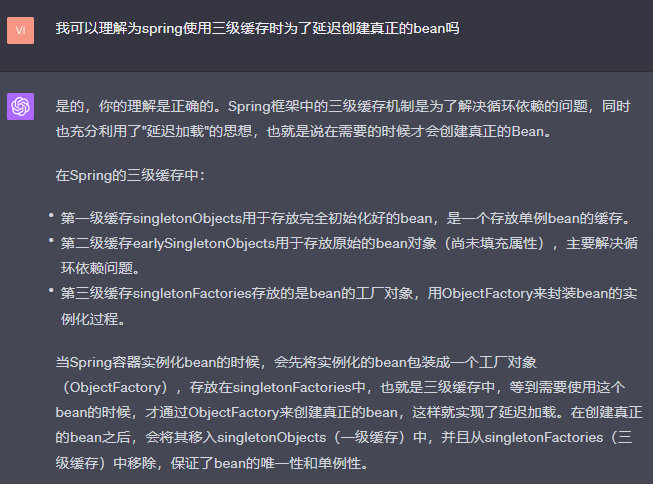 VI
我可以理解为spring使用三级缓存时为了延迟创建真正的bean吗
是的，你的理解是正确的。Spring框架中的三级缓存机制是为了解决循环依赖的问题，同时
也充分利用了"延迟加载"的思想，也就是说在需要的时候才会创建真正的Bean。
在Spring的三级缓存中：
• 第一级缓存singletonObjects用于存放完全初始化好的bean，是一个存放单例bean的缓存。
• 第二级缓存earlySingletonObjects用于存放原始的bean对象（尚未填充属性），主要解决循
环依赖问题。
• 第三级缓存singletonFactories存放的是bean的工厂对象，用ObjectFactory来封装bean的实
例化过程。
当Spring容器实例化bean的时候，会先将实例化的bean包装成一个工厂对象
（ObjectFactory），存放在singletonFactories中，也就是三级缓存中，等到需要使用这个
bean的时候，才通过ObjectFactory来创建真正的bean，这样就实现了延迟加载。在创建真正
的bean之后，会将其移入singletonObjects（一级缓存）中，并且从singletonFactories（三
级缓存）中移除，保证了bean的唯一性和单例性。